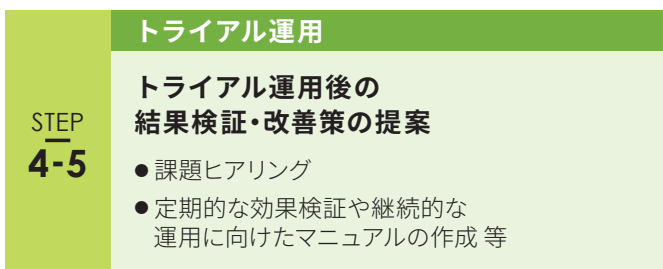 トライアル運用
STEP
4-5
トライアル運用後の
結果検証・改善策の提案
●課題ヒアリング
●定期的な効果検証や継続的な
運用に向けたマニュアルの作成 等